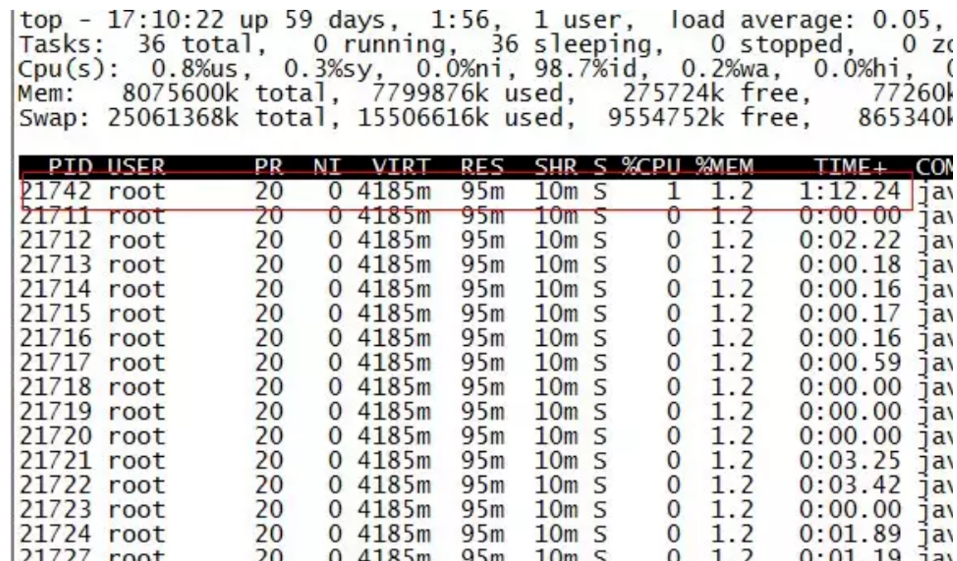 top - 17:10:22 up 59 days,  1:56,  1 user,  load average: 0.05,
Tasks:  36 total,   0 running,  36 sleeping,   0 stopped,   0
Cpu(s):  0.8%us,  0.3%sy,  0.0%ni, 98.7%id,  0.2%wa,  0.0%hi,
Mem:   8075600k total,  7799876k used,   275724k free,    77260k
Swap: 25061368k total, 15506616k used,  9554752k free,   865340k
PID USER      PR  NI  VIRT  RES  SHR S %CPU %MEM    TIME+  COM
21742 root      20   0 4185m  95m  10m S    1  1.2   1:12.24 jav
21711 root      20   0 4185m  95m  10m S    0  1.2   0:00.00 jav
21712 root      20   0 4185m  95m  10m S    0  1.2   0:02.22 jav
21713 root      20   0 4185m  95m  10m S    0  1.2   0:00.18 jav
21714 root      20   0 4185m  95m  10m S    0  1.2   0:00.16 jav
21715 root      20   0 4185m  95m  10m S    0  1.2   0:00.17 jav
21716 root      20   0 4185m  95m  10m S    0  1.2   0:00.16 jav
21717 root      20   0 4185m  95m  10m S    0  1.2   0:00.59 jav
21718 root      20   0 4185m  95m  10m S    0  1.2   0:00.00 jav
21719 root      20   0 4185m  95m  10m S    0  1.2   0:00.00 jav
21720 root      20   0 4185m  95m  10m S    0  1.2   0:00.00 jav
21721 root      20   0 4185m  95m  10m S    0  1.2   0:03.25 jav
21722 root      20   0 4185m  95m  10m S    0  1.2   0:03.42 jav
21723 root      20   0 4185m  95m  10m S    0  1.2   0:00.00 jav
21724 root      20   0 4185m  95m  10m S    0  1.2   0:01.89 jav
21727 root      20   0 4185m  95m  10m S    0  1.2   0:01.19 jav